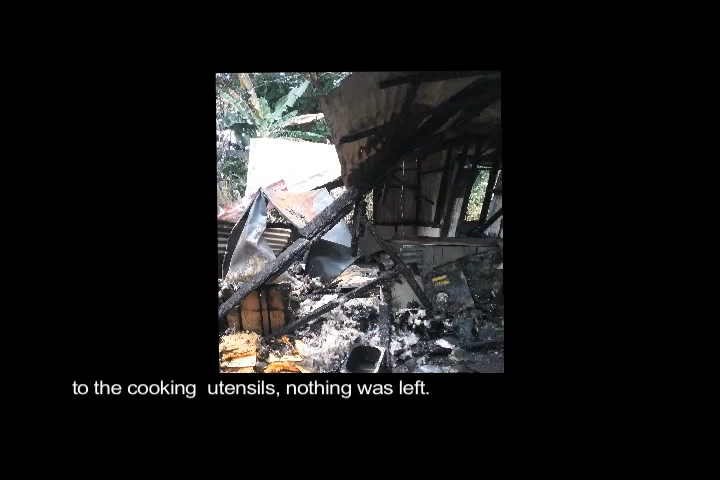 to the cooking utensils, nothing was left.